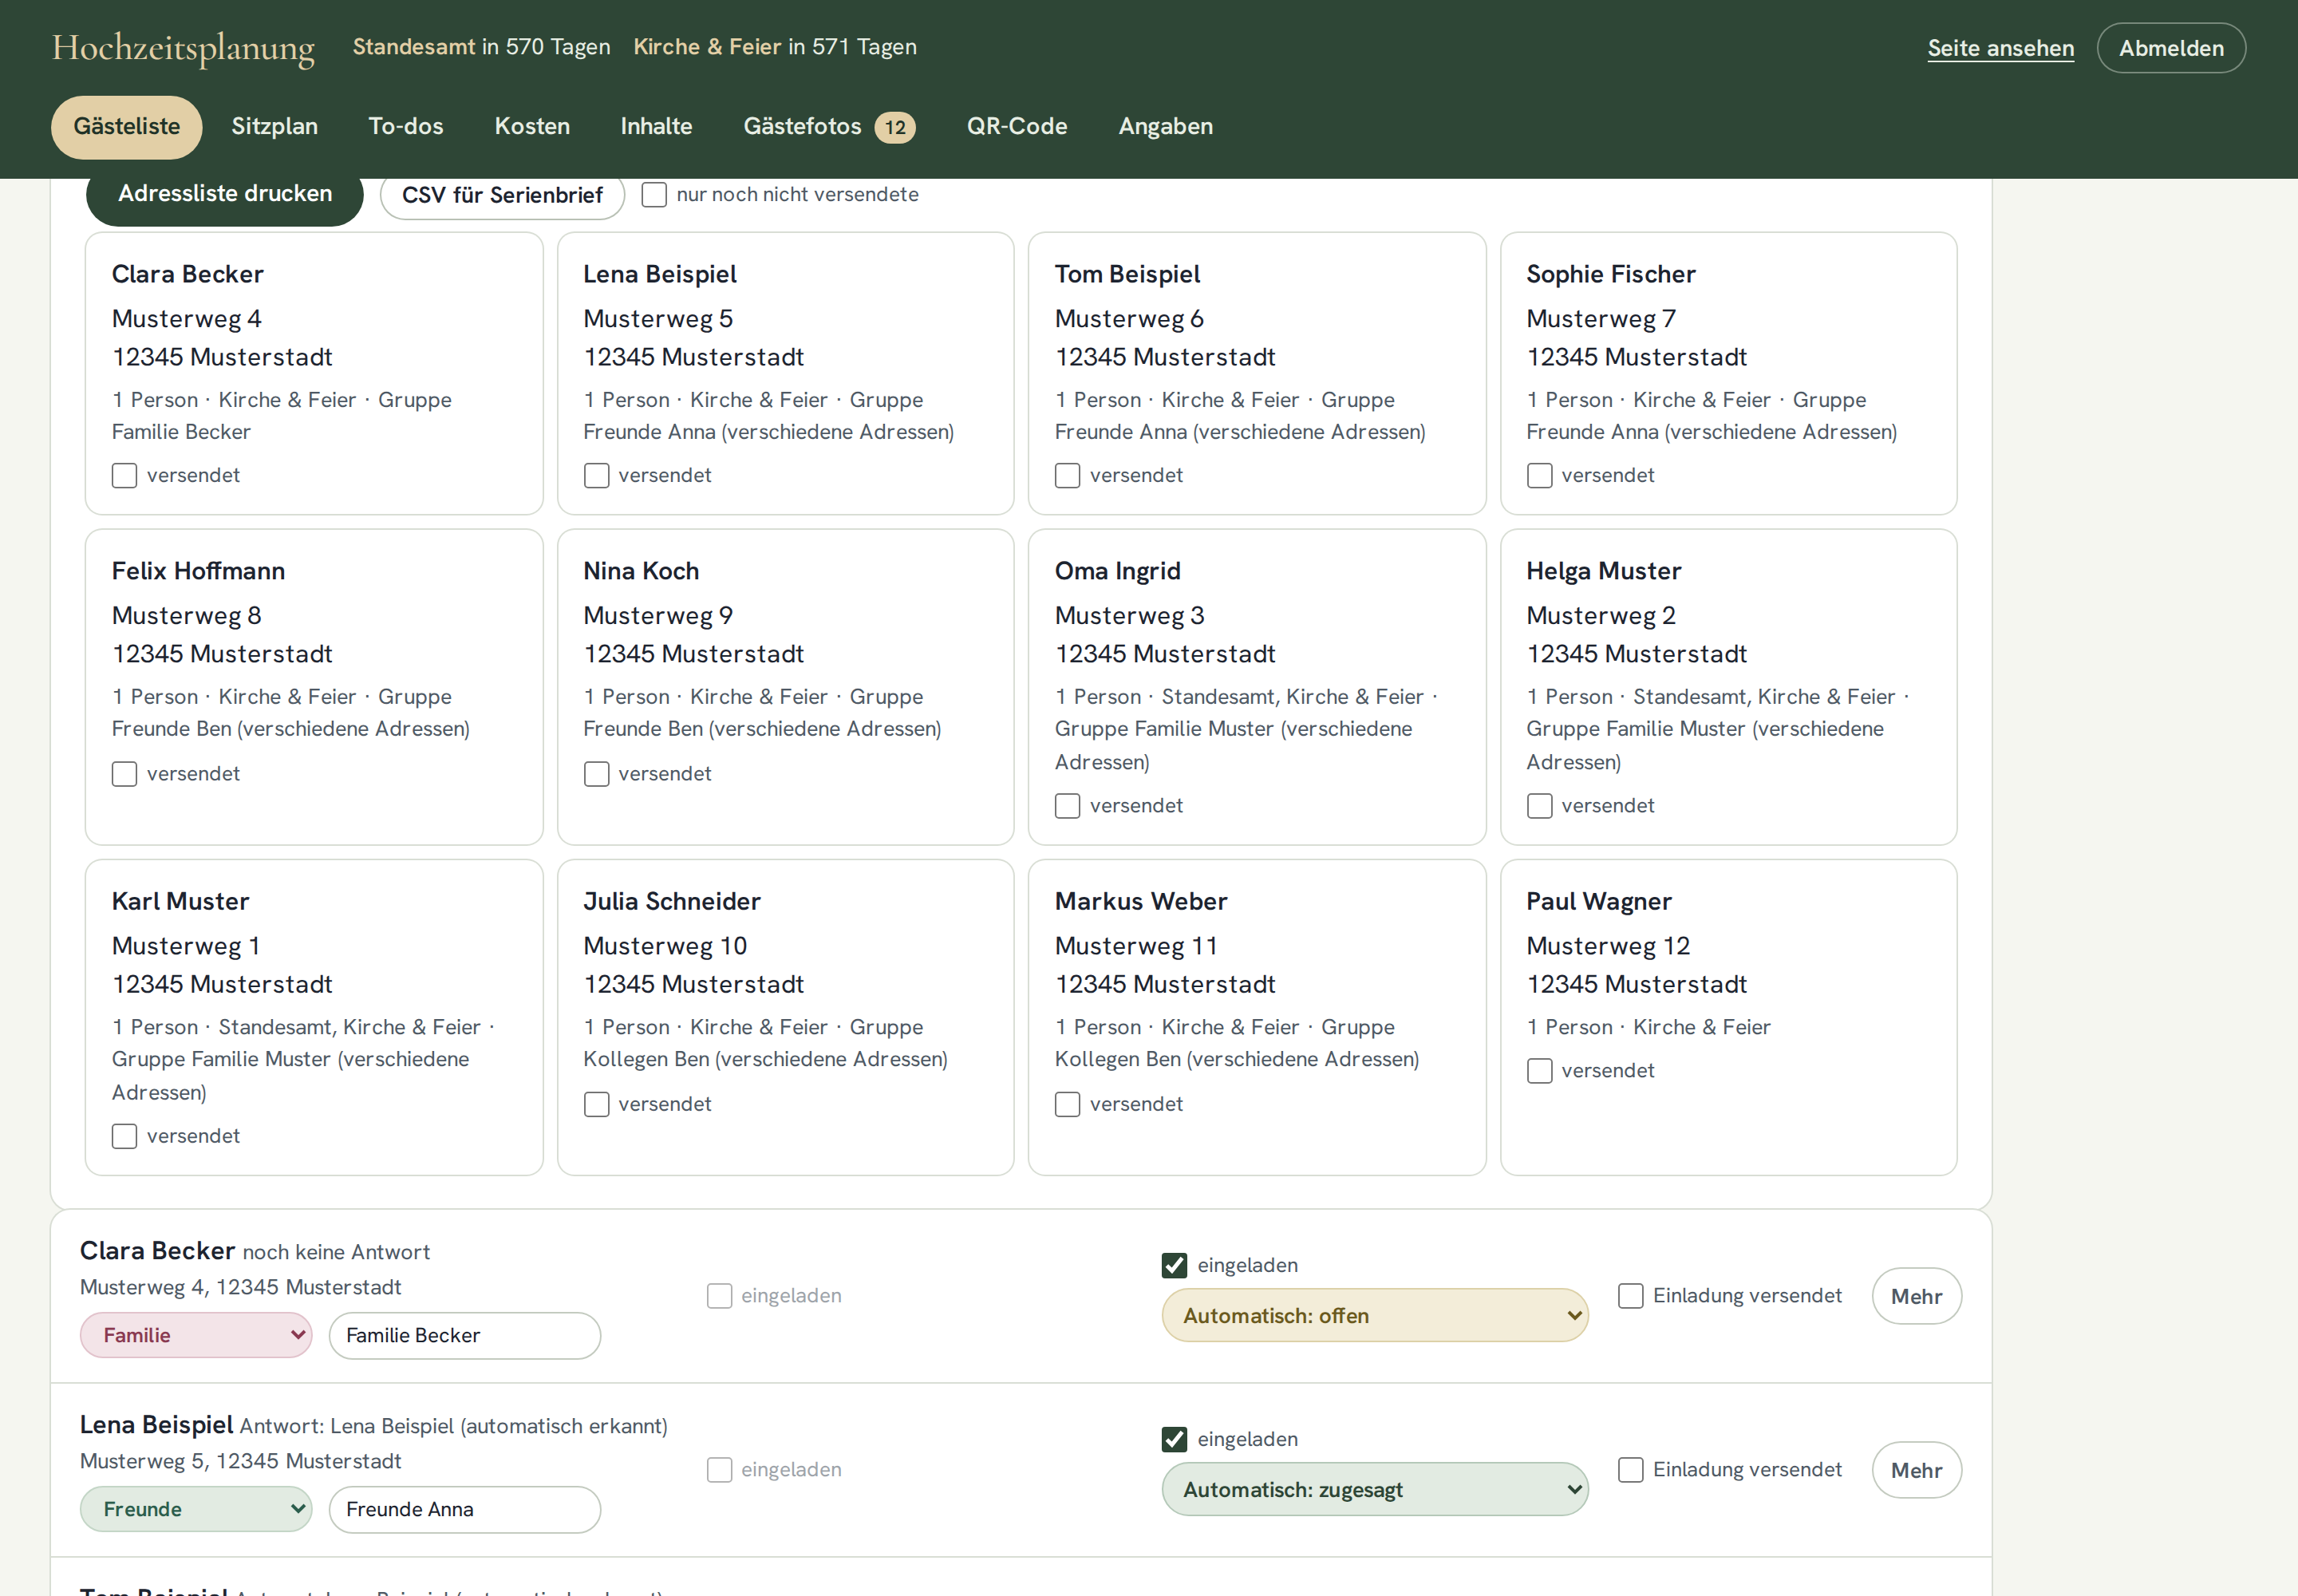 Hochzeitsplanung
Standesamt in 570 Tagen Kirche & Feier in 571 Tagen
Seite ansehen
Abmelden
Gästeliste
Sitzplan
To-dos
Kosten
Inhalte
Gästefotos 12
QR-Code
Angaben
Adressliste drucken
CSV für Serienbrief
nur noch nicht versendete
Clara Becker
Musterweg 4
12345 Musterstadt
1 Person · Kirche & Feier · Gruppe
Familie Becker
versendet
Lena Beispiel
Musterweg 5
12345 Musterstadt
1 Person · Kirche & Feier · Gruppe
Freunde Anna (verschiedene Adressen)
versendet
Tom Beispiel
Musterweg 6
12345 Musterstadt
1 Person · Kirche & Feier · Gruppe
Freunde Anna (verschiedene Adressen)
versendet
Sophie Fischer
Musterweg 7
12345 Musterstadt
1 Person · Kirche & Feier · Gruppe
Freunde Anna (verschiedene Adressen)
versendet
Felix Hoffmann
Musterweg 8
12345 Musterstadt
1 Person · Kirche & Feier · Gruppe
Freunde Ben (verschiedene Adressen)
versendet
Nina Koch
Musterweg 9
12345 Musterstadt
1 Person · Kirche & Feier · Gruppe
Freunde Ben (verschiedene Adressen)
versendet
Oma Ingrid
Musterweg 3
12345 Musterstadt
1 Person · Standesamt, Kirche & Feier ·
Gruppe Familie Muster (verschiedene
Adressen)
versendet
Helga Muster
Musterweg 2
12345 Musterstadt
1 Person · Standesamt, Kirche & Feier ·
Gruppe Familie Muster (verschiedene
Adressen)
versendet
Karl Muster
Musterweg 1
12345 Musterstadt
1 Person · Standesamt, Kirche & Feier ·
Gruppe Familie Muster (verschiedene
Adressen)
versendet
Julia Schneider
Musterweg 10
12345 Musterstadt
1 Person · Kirche & Feier · Gruppe
Kollegen Ben (verschiedene Adressen)
versendet
Markus Weber
Musterweg 11
12345 Musterstadt
1 Person · Kirche & Feier · Gruppe
Kollegen Ben (verschiedene Adressen)
versendet
Paul Wagner
Musterweg 12
12345 Musterstadt
1 Person · Kirche & Feier
versendet
Clara Becker noch keine Antwort
Musterweg 4, 12345 Musterstadt
Familie
Familie Becker
eingeladen
eingeladen
Automatisch: offen
Einladung versendet
Mehr
Lena Beispiel Antwort: Lena Beispiel (automatisch erkannt)
Musterweg 5, 12345 Musterstadt
Freunde
Freunde Anna
eingeladen
eingeladen
Automatisch: zugesagt
Einladung versendet
Mehr